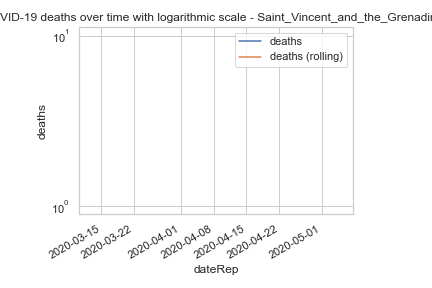 VID-19 deaths over time with logarithmic scale - Saint_Vincent_and_the_Grenadin
10^1
deaths
deaths (rolling)
deaths
10^0
2020-03-15
2020-03-22
2020-04-01
2020-04-08
2020-04-15
2020-04-22
2020-05-01
dateRep